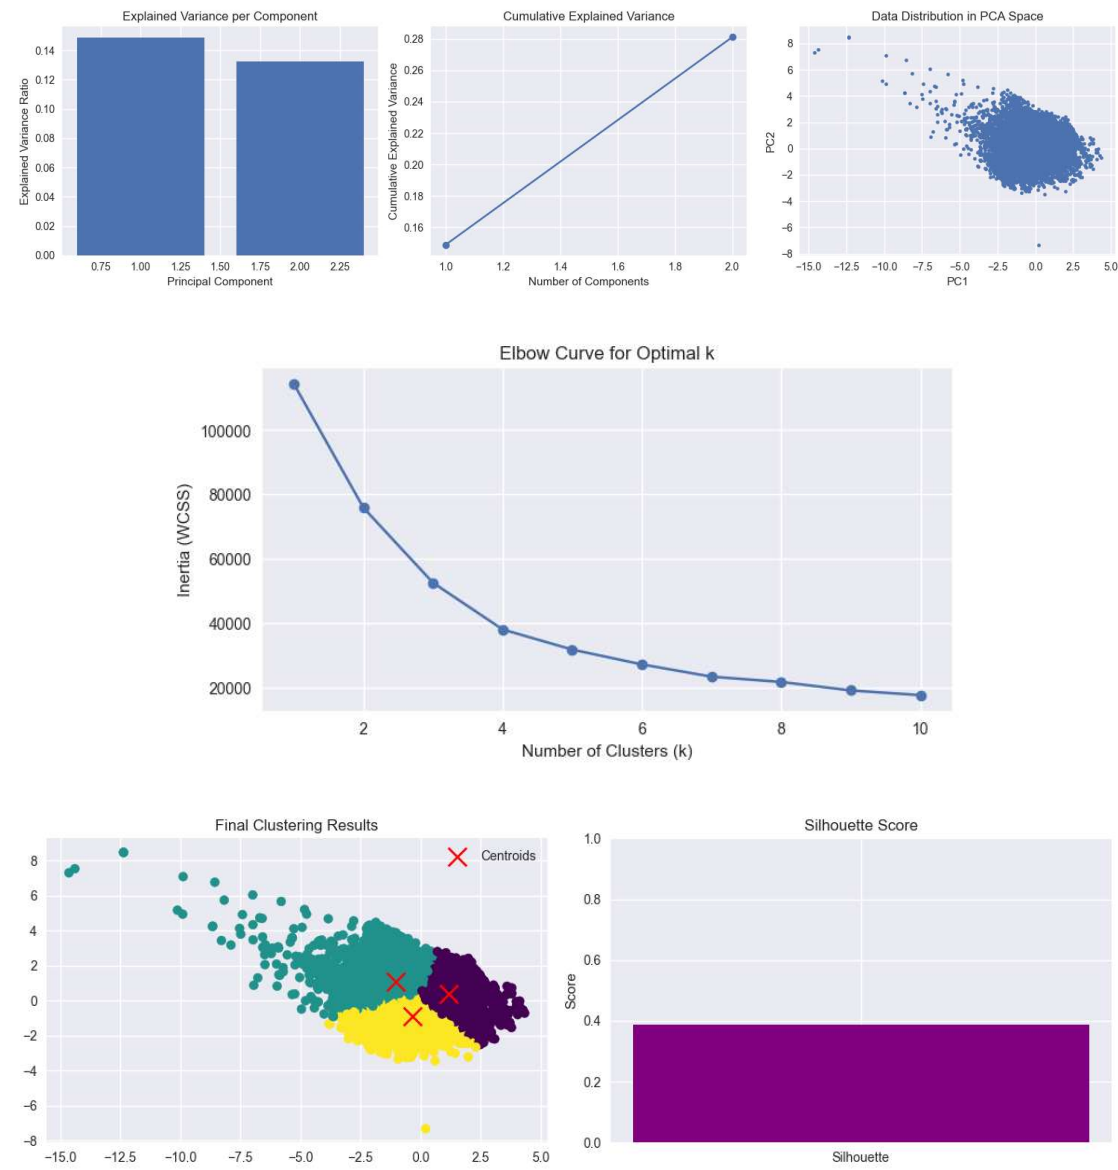 Explained Variance per Component
Cumulative Explained Variance
Data Distribution in PCA Space
Explained Variance Ratio
0.14
0.12
0.10
0.08
0.06
0.04
0.02
0.00
0.75 1.00 1.25 1.50 1.75 2.00 2.25
Principal Component
Cumulative Explained Variance
0.28
0.26
0.24
0.22
0.20
0.18
0.16
1.0 1.2 1.4 1.6 1.8 2.0
Number of Components
PC2
8
6
4
2
0
−2
−4
−6
−8
−15.0 −12.5 −10.0 −7.5 −5.0 −2.5 0.0 2.5 5.0
PC1
Elbow Curve for Optimal k
Inertia (WCSS)
100000
80000
60000
40000
20000
2 4 6 8 10
Number of Clusters (k)
Final Clustering Results
Centroids
8
6
4
2
0
−2
−4
−6
−8
−15.0 −12.5 −10.0 −7.5 −5.0 −2.5 0.0 2.5 5.0
Silhouette Score
Score
1.0
0.8
0.6
0.4
0.2
0.0
Silhouette